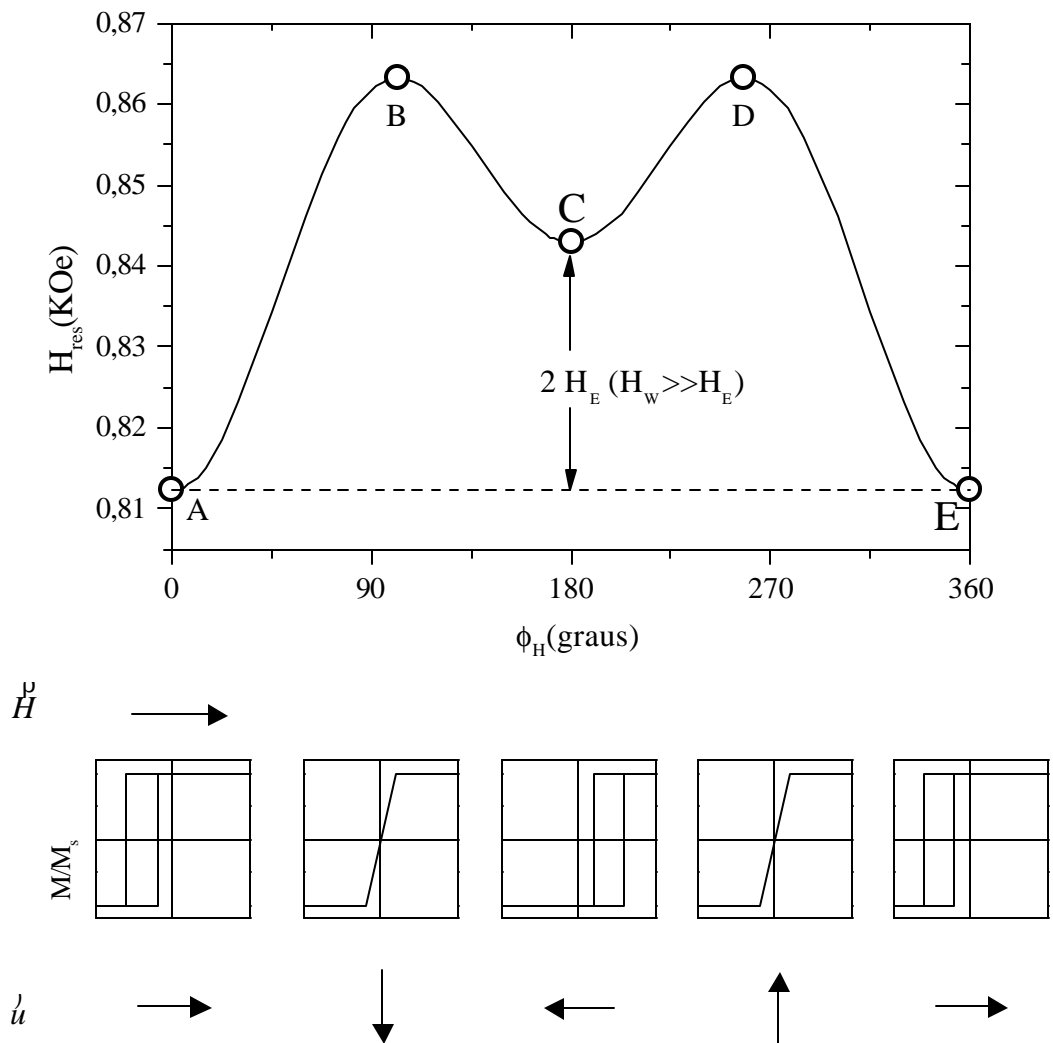 0,87
0,86
0,85
0,84
0,83
0,82
0,81
H_res(KOe)
B
D
C
2 H_E (H_W>>H_E)
A
E
0 90 180 270 360
ϕ_H(graus)
ρ
H
M/M_s
)
u